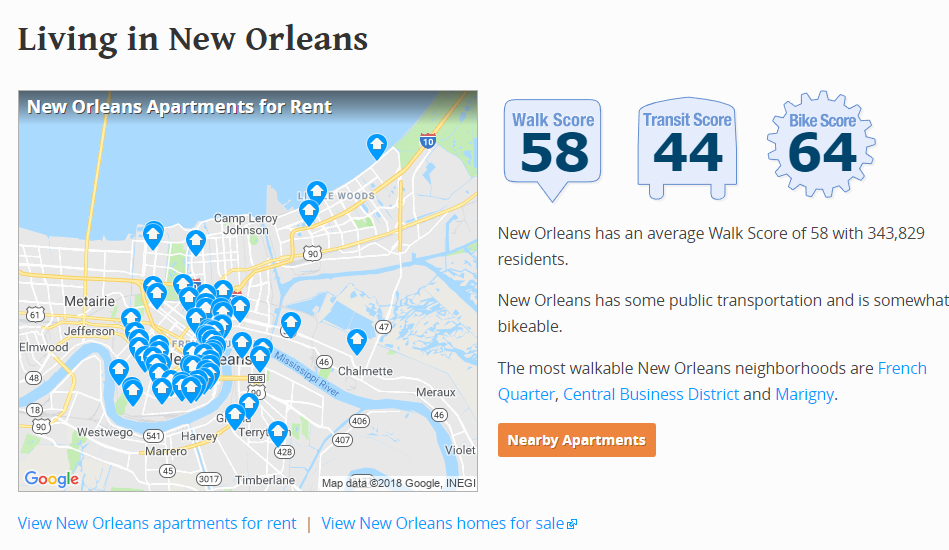 Living in New Orleans
New Orleans Apartments for Rent
10
Camp Leroy
Johnson
90
Metairie
61
Jefferson
47
Elmwood
46
Mississippi River
48
Chalmette
BUS
90
Meraux
18
46
90
406
Westwego
541
Harvey
407
Marrero
428
Violet
45
3017
Timberlane
Google
Map data ©2018 Google, INEGI
Walk Score
58
Transit Score
44
Bike Score
64
New Orleans has an average Walk Score of 58 with 343,829
residents.
New Orleans has some public transportation and is somewhat
bikeable.
The most walkable New Orleans neighborhoods are French
Quarter, Central Business District and Marigny.
Nearby Apartments
View New Orleans apartments for rent | View New Orleans homes for sale